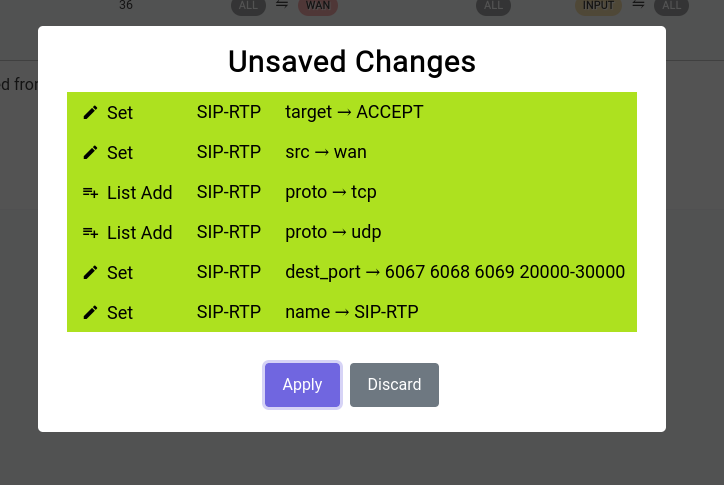 36 ALL ⇋ WAN ALL INPUT ⇋ ALL
d fron
Unsaved Changes
Set SIP-RTP target → ACCEPT
Set SIP-RTP src → wan
List Add SIP-RTP proto → tcp
List Add SIP-RTP proto → udp
Set SIP-RTP dest_port → 6067 6068 6069 20000-30000
Set SIP-RTP name → SIP-RTP
Apply Discard